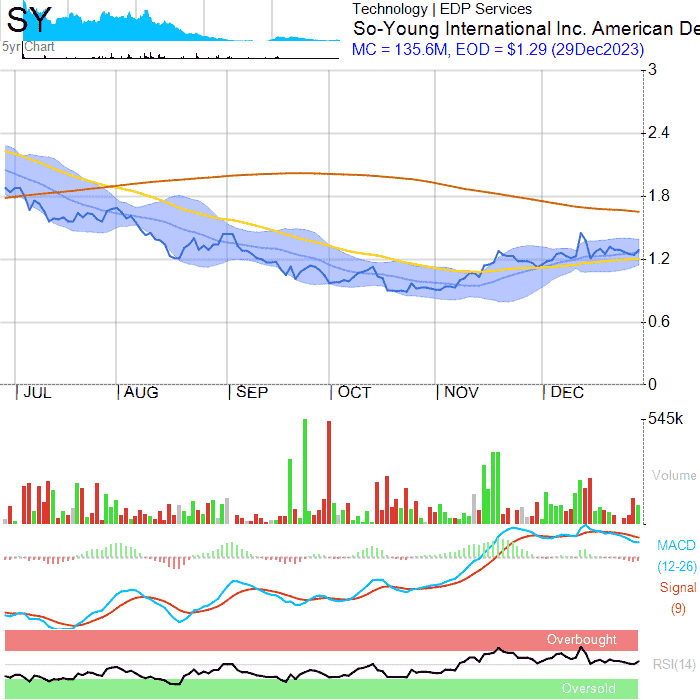 SY
5yr Chart
Technology | EDP Services
So-Young International Inc. American De
MC = 135.6M, EOD = $1.29 (29Dec2023)
3
2.4
1.8
1.2
0.6
0
JUL AUG SEP OCT NOV DEC
545k
Volume
MACD
(12-26)
Signal
(9)
Overbought
RSI(14)
Oversold